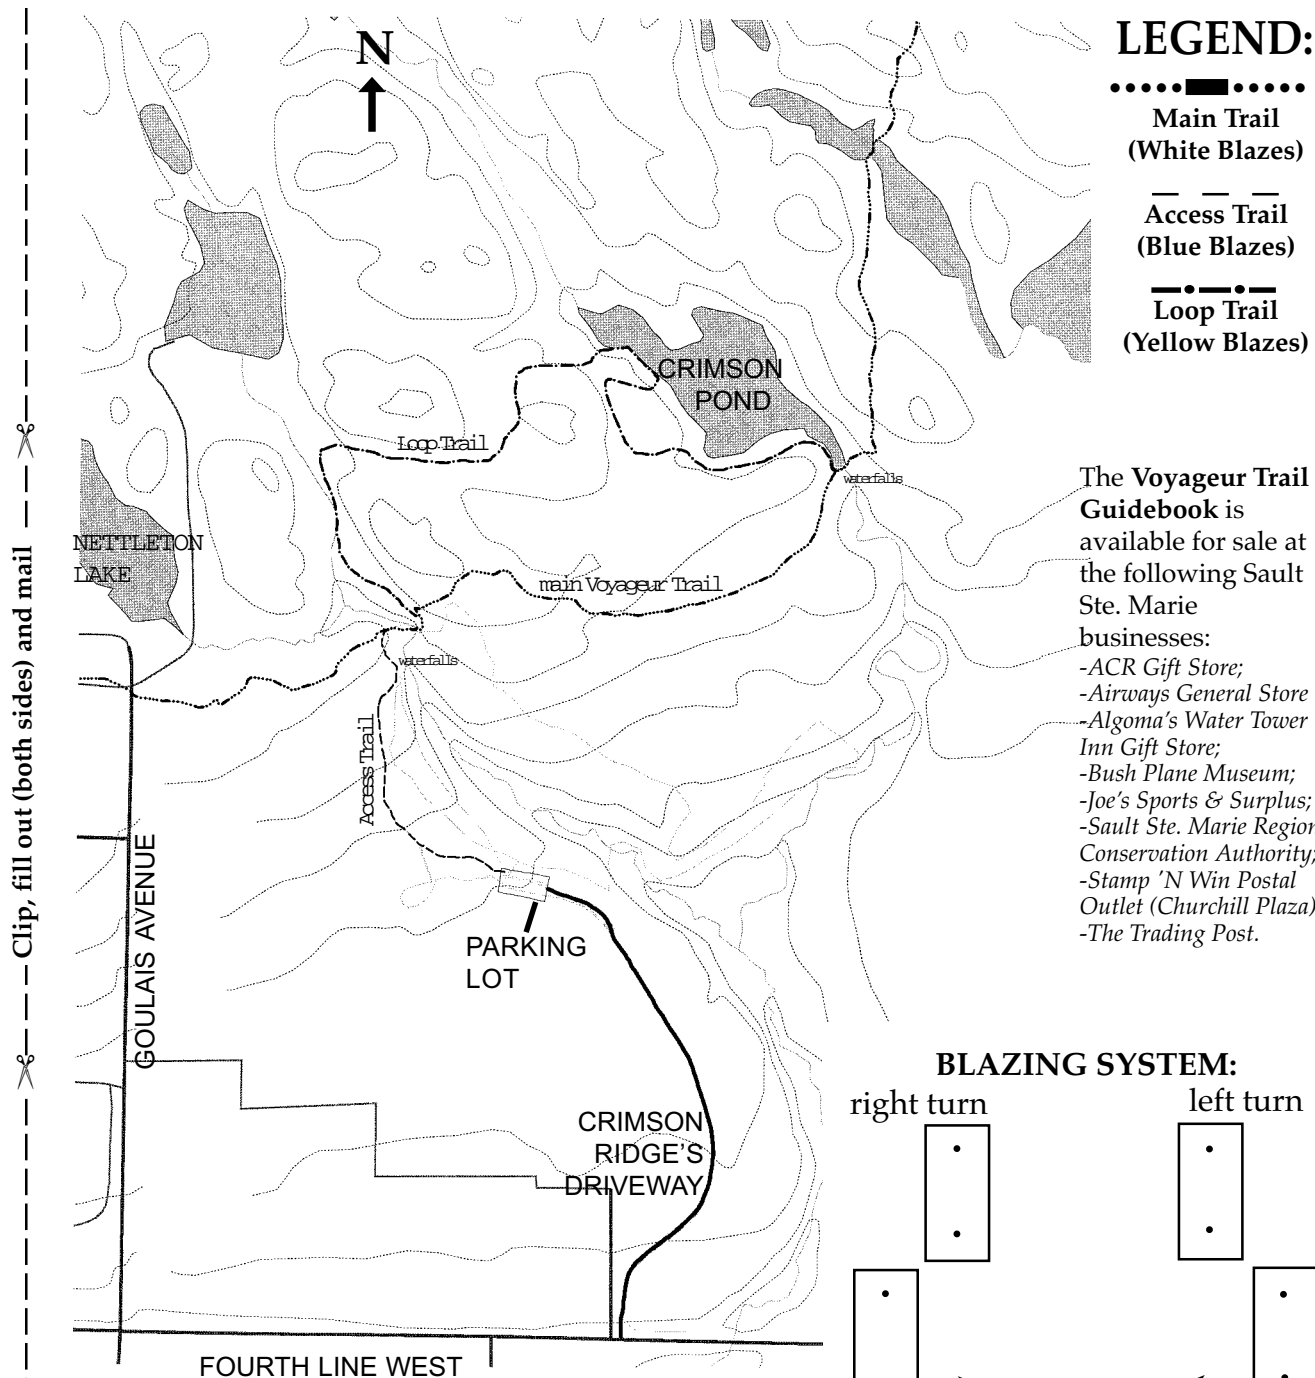 Clip, fill out (both sides) and mail
N
Loop Trail
CRIMSON
POND
waterfalls
NETTLETON
LAKE
main Voyageur Trail
waterfalls
Access Trail
GOULAIS AVENUE
PARKING
LOT
CRIMSON
RIDGE'S
DRIVEWAY
FOURTH LINE WEST
LEGEND:
Main Trail
(White Blazes)
Access Trail
(Blue Blazes)
Loop Trail
(Yellow Blazes)
The Voyageur Trail
Guidebook is
available for sale at
the following Sault
Ste. Marie
businesses:
-ACR Gift Store;
-Airways General Store
-Algoma's Water Tower
Inn Gift Store;
-Bush Plane Museum;
-Joe's Sports & Surplus;
-Sault Ste. Marie Region
Conservation Authority;
-Stamp 'N Win Postal
Outlet (Churchill Plaza)
-The Trading Post.
BLAZING SYSTEM:
right turn
left turn